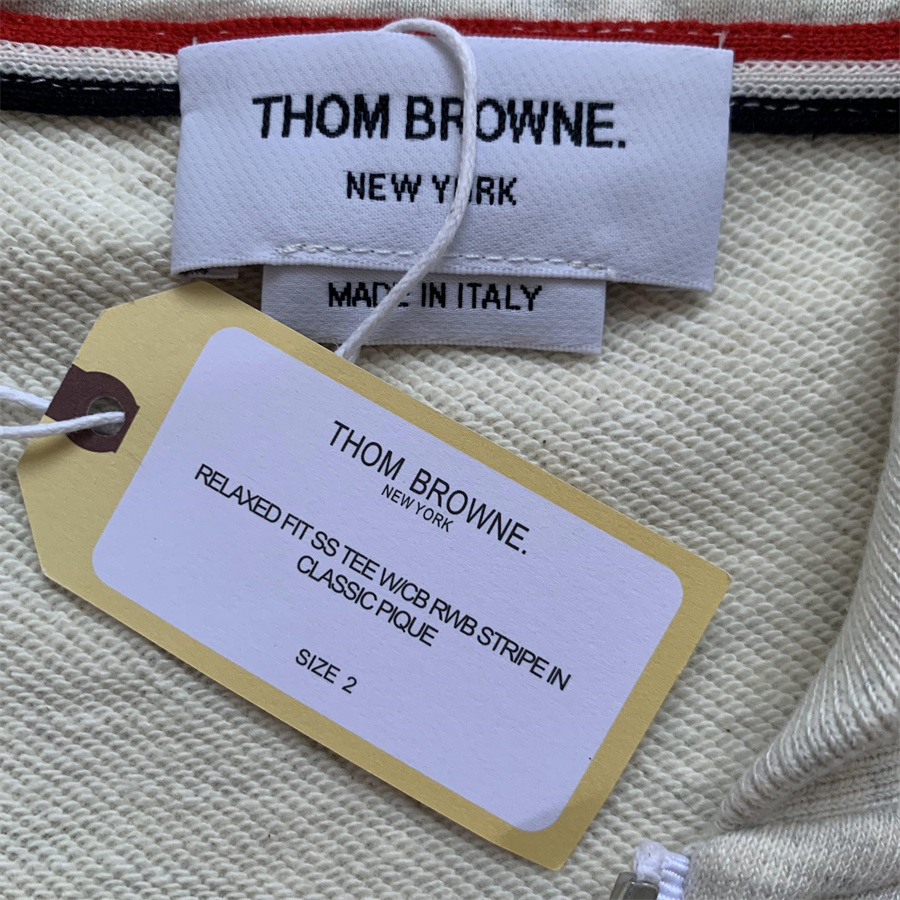 THOM BROWNE.
NEW YORK
MADE IN ITALY
THOM BROWNE.
NEW YORK
RELAXED FIT SS TEE W/CB RWB STRIPE IN
CLASSIC PIQUE
SIZE 2